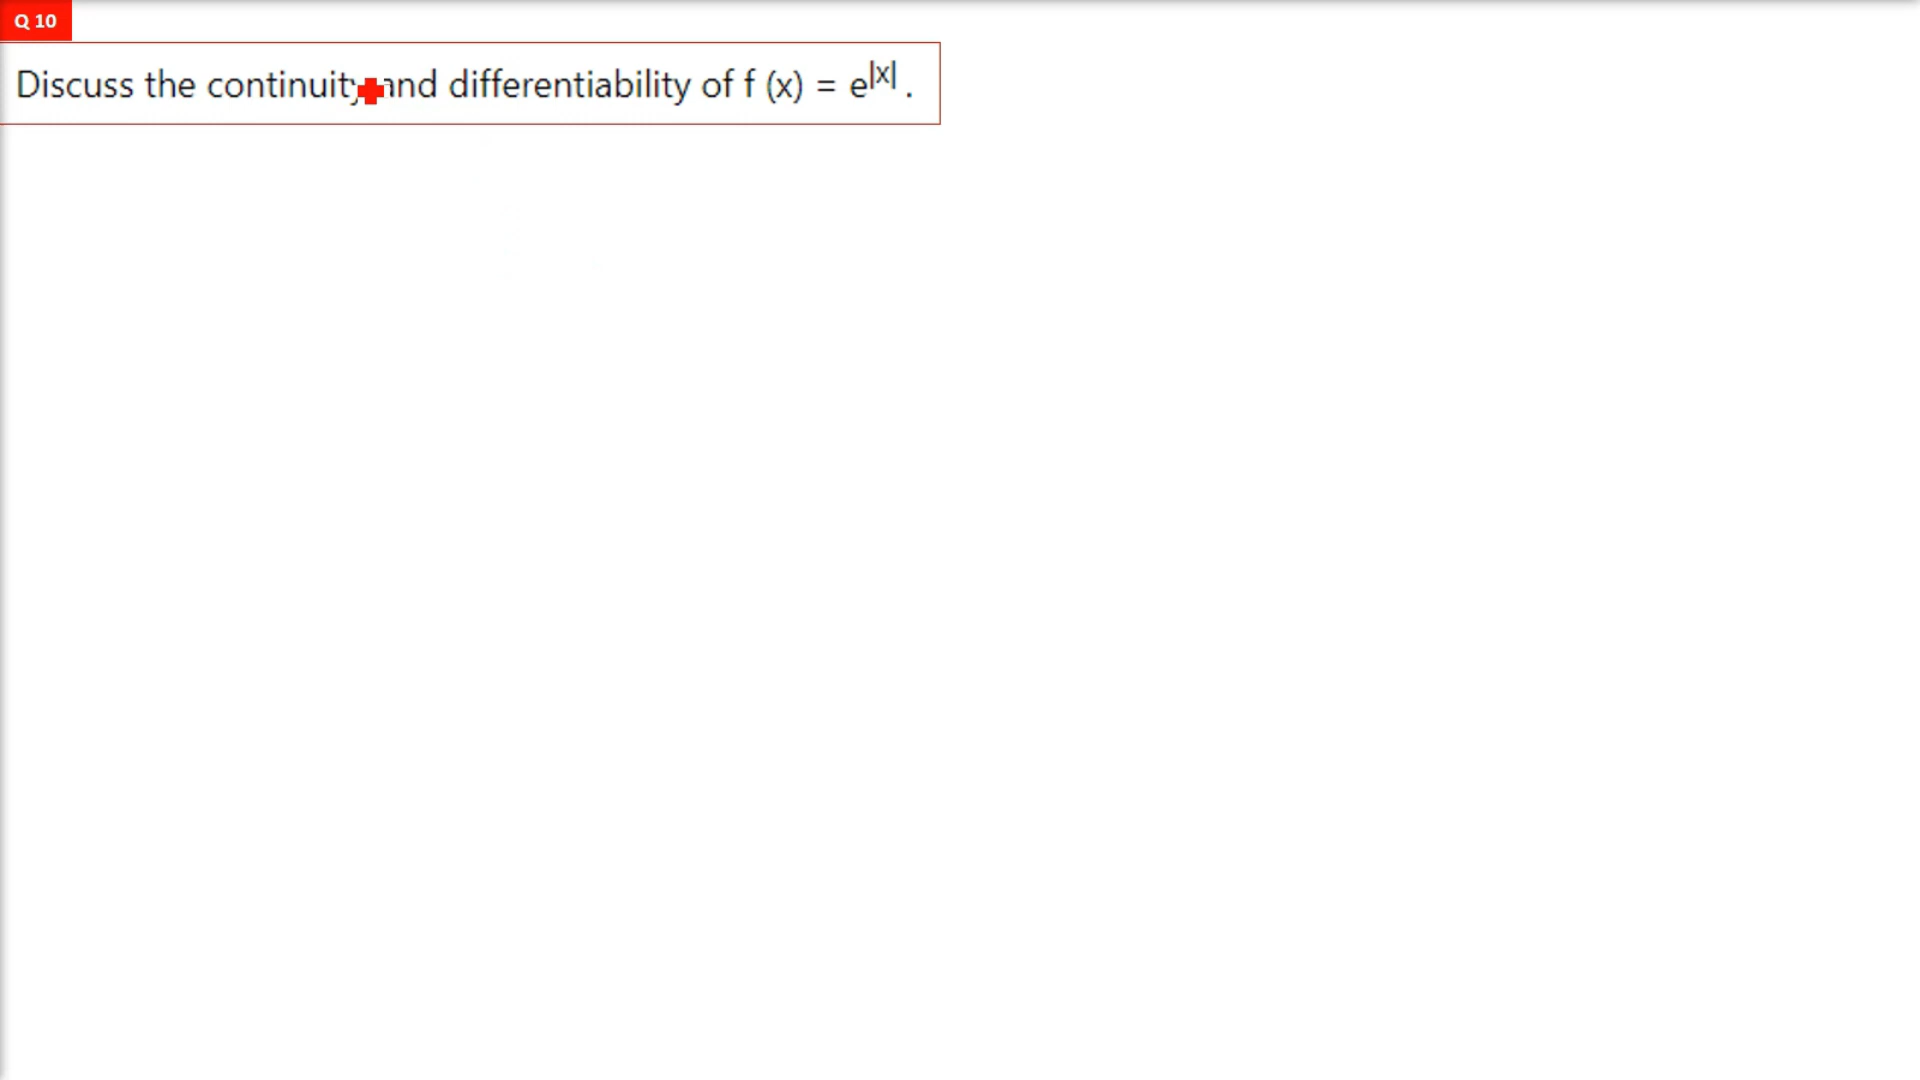 Q 10
Discuss the continuity and differentiability of f (x) = e^|x| .